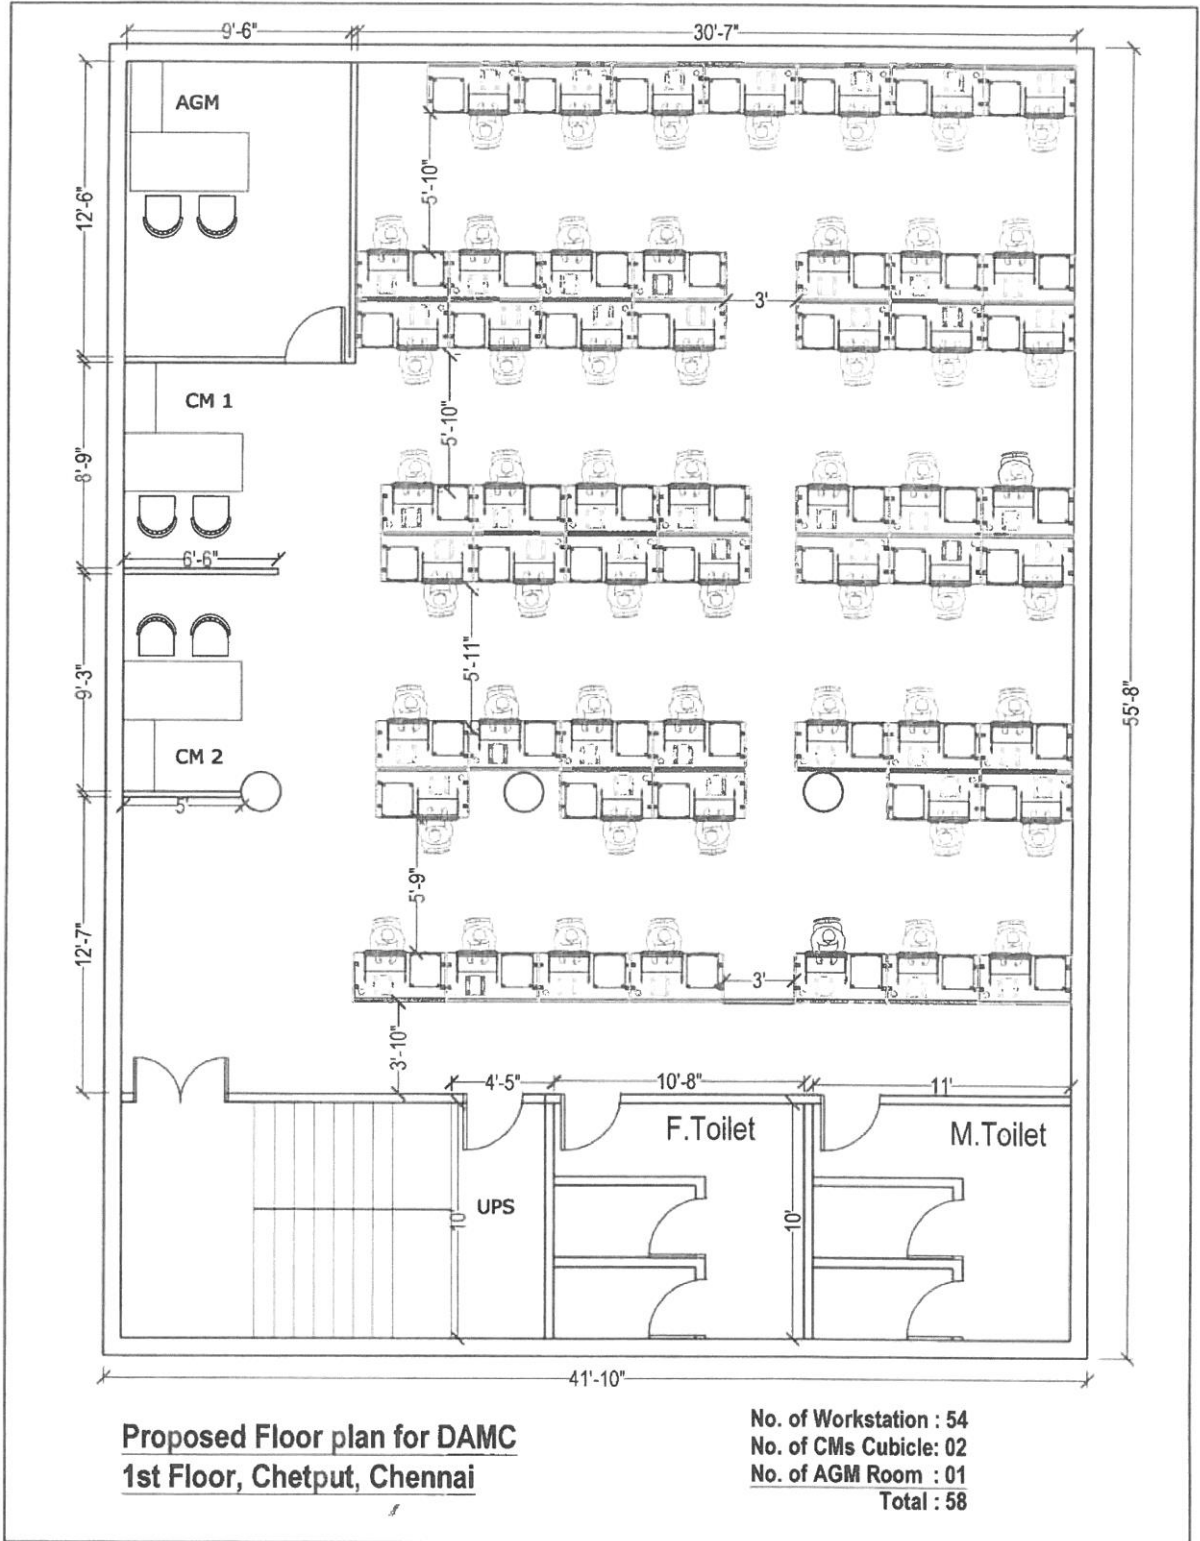 9'-6"
30'-7"
AGM
12'-6"
5'-10"
3'
CM 1
8'-9"
5'-10"
6'-6"
9'-3"
5'-11"
55'-8"
CM 2
5'
5'-9"
12'-7"
3'
3'-10"
4'-5"
10'-8"
11'
F.Toilet
M.Toilet
UPS
10'
10'
41'-10"
Proposed Floor plan for DAMC
1st Floor, Chetput, Chennai
No. of Workstation : 54
No. of CMs Cubicle: 02
No. of AGM Room : 01
Total : 58